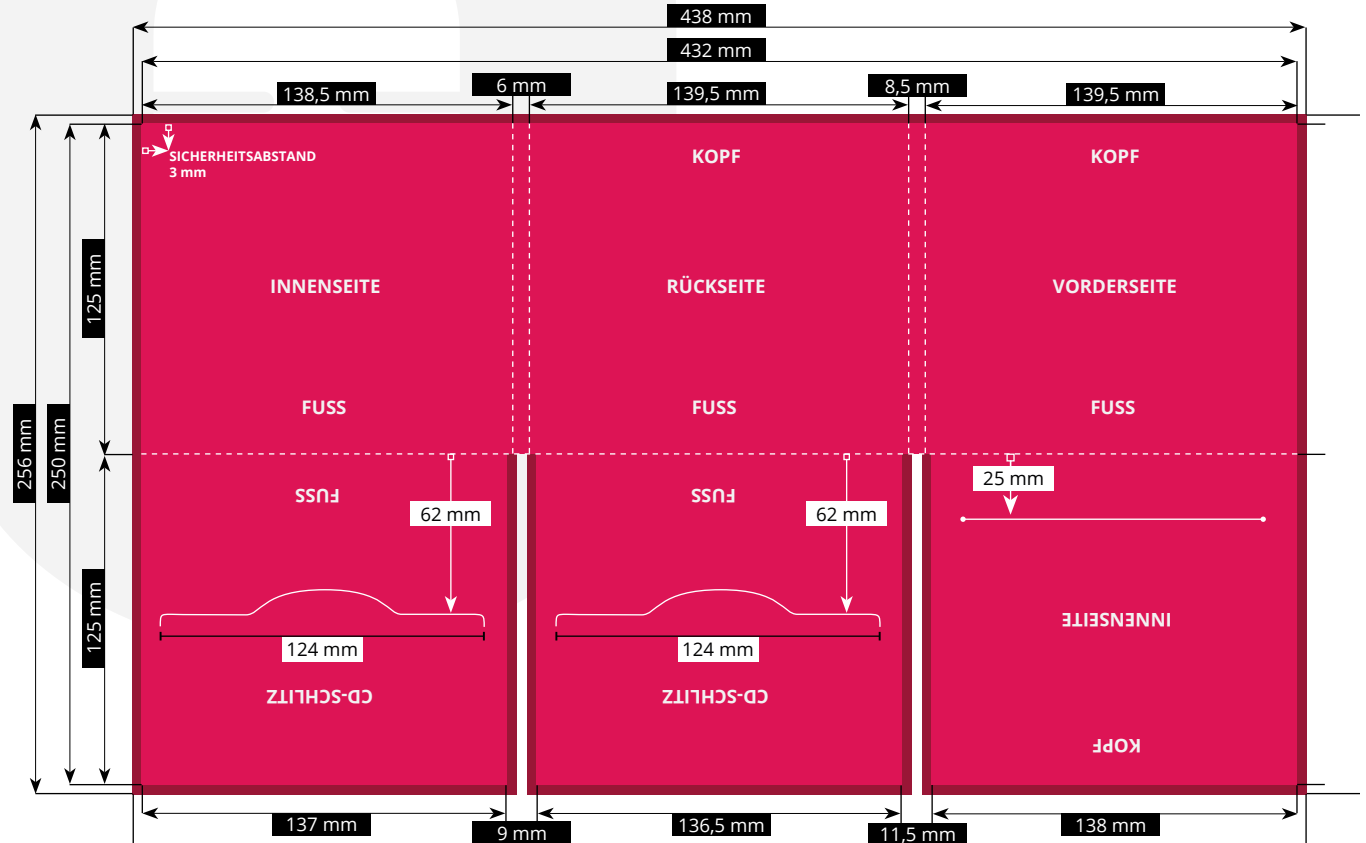 438 mm
432 mm
138,5 mm
6 mm
139,5 mm
8,5 mm
139,5 mm
SICHERHEITSABSTAND
3 mm
KOPF
KOPF
125 mm
INNENSEITE
RÜCKSEITE
VORDERSEITE
FUSS
FUSS
FUSS
256 mm
250 mm
FUSS
62 mm
FUSS
62 mm
25 mm
125 mm
INNENSEITE
124 mm
124 mm
CD-SCHLITZ
CD-SCHLITZ
KOPF
137 mm
9 mm
136,5 mm
11,5 mm
138 mm